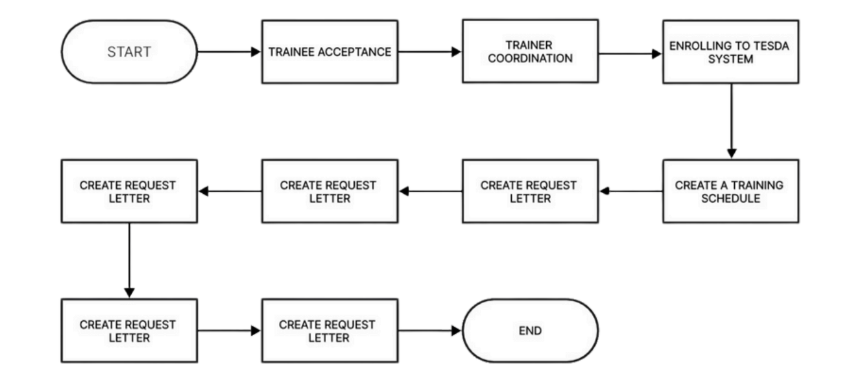 START
TRAINEE ACCEPTANCE
TRAINER
COORDINATION
ENROLLING TO TESDA
SYSTEM
CREATE A TRAINING
SCHEDULE
CREATE REQUEST
LETTER
CREATE REQUEST
LETTER
CREATE REQUEST
LETTER
CREATE REQUEST
LETTER
CREATE REQUEST
LETTER
END